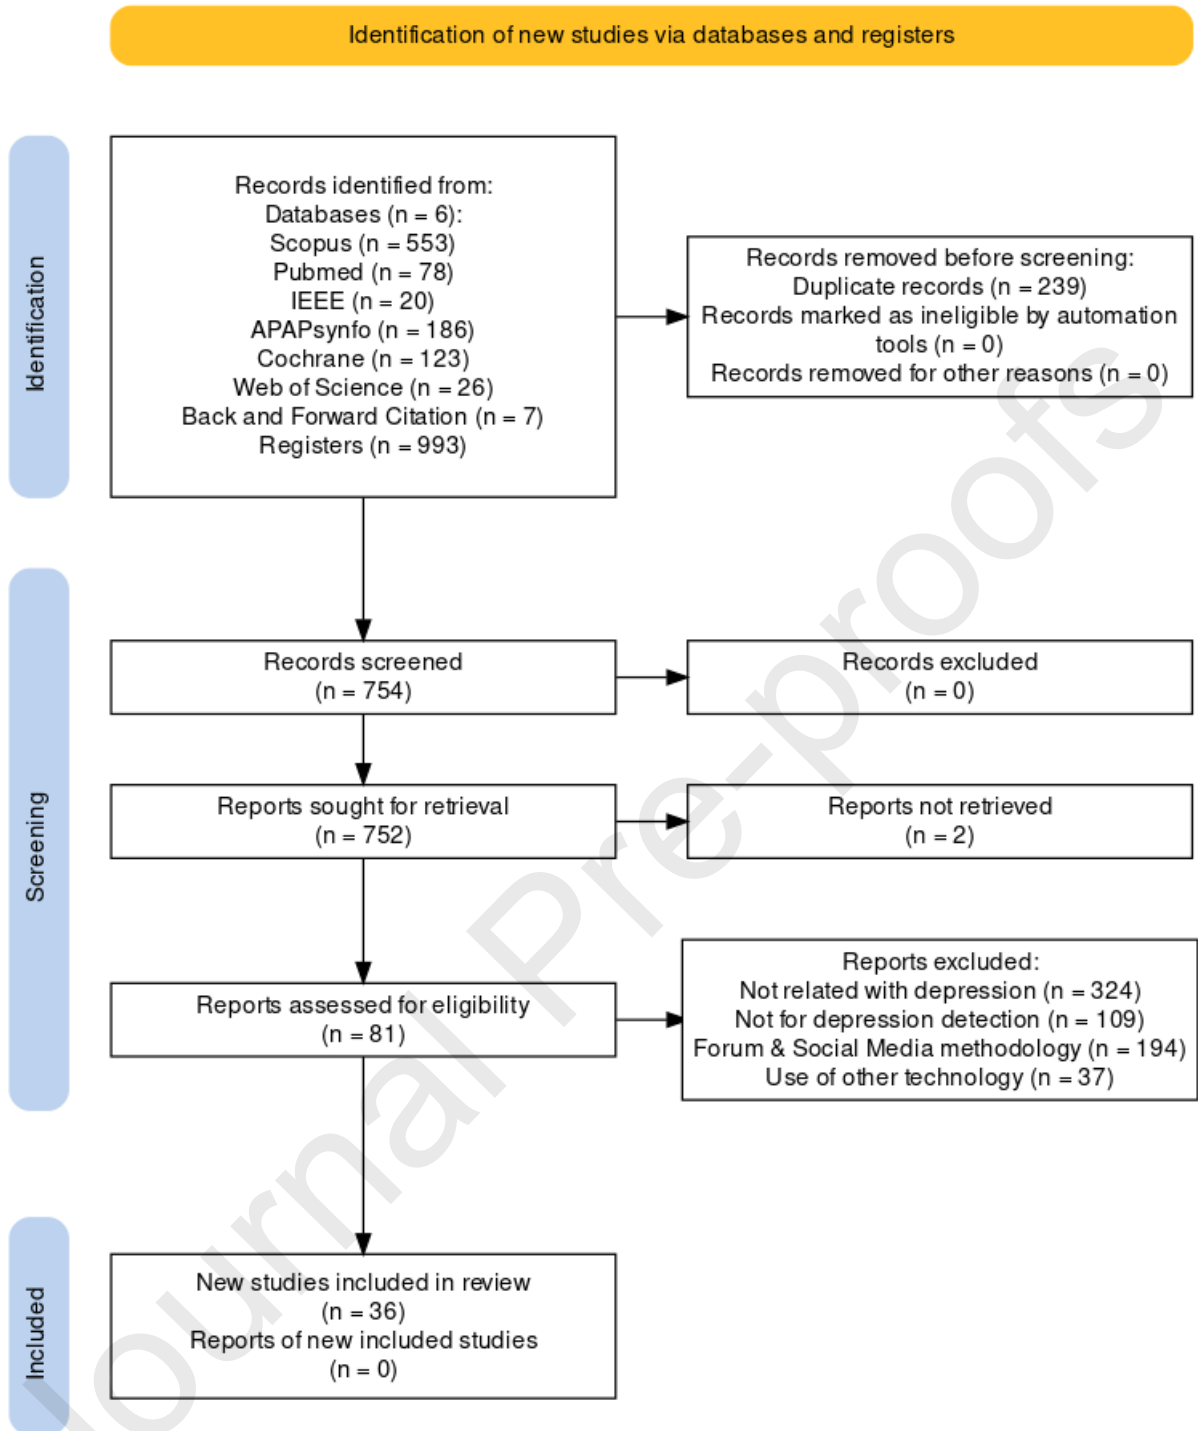 Identification of new studies via databases and registers
Identification
Records identified from:
Databases (n = 6):
Scopus (n = 553)
Pubmed (n = 78)
IEEE (n = 20)
APAPsynfo (n = 186)
Cochrane (n = 123)
Web of Science (n = 26)
Back and Forward Citation (n = 7)
Registers (n = 993)
Records removed before screening:
Duplicate records (n = 239)
Records marked as ineligible by automation
tools (n = 0)
Records removed for other reasons (n = 0)
Screening
Records screened
(n = 754)
Records excluded
(n = 0)
Reports sought for retrieval
(n = 752)
Reports not retrieved
(n = 2)
Reports assessed for eligibility
(n = 81)
Reports excluded:
Not related with depression (n = 324)
Not for depression detection (n = 109)
Forum & Social Media methodology (n = 194)
Use of other technology (n = 37)
Included
New studies included in review
(n = 36)
Reports of new included studies
(n = 0)
Journal Pre-proofs